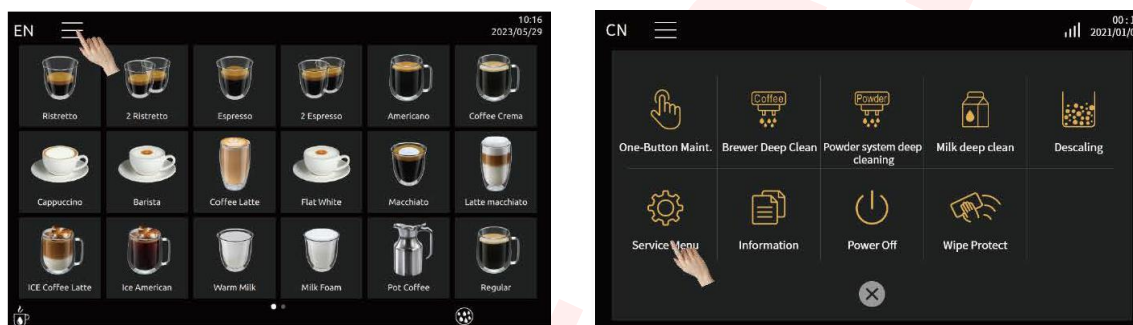 EN
10:16
2023/05/29
Ristretto
2 Ristretto
Espresso
2 Espresso
Americano
Coffee Crema
Cappuccino
Barista
Coffee Latte
Flat White
Macchiato
Latte macchiato
ICE Coffee Latte
Ice American
Warm Milk
Milk Foam
Pot Coffee
Regular
CN
Coffee
Powder
One-Button Maint.
Brewer Deep Clean
Powder system deep
cleaning
Milk deep clean
Descaling
Service Menu
Information
Power Off
Wipe Protect